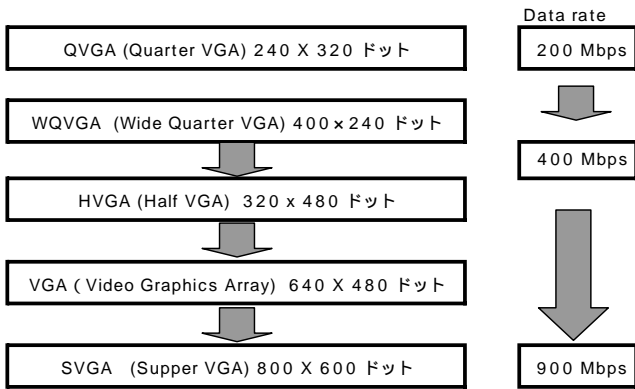 Data rate
QVGA (Quarter VGA) 240 X 320 ドット
200 Mbps
WQVGA (Wide Quarter VGA) 400×240 ドット
400 Mbps
HVGA (Half VGA) 320 x 480 ドット
VGA ( Video Graphics Array) 640 X 480 ドット
SVGA (Supper VGA) 800 X 600 ドット
900 Mbps